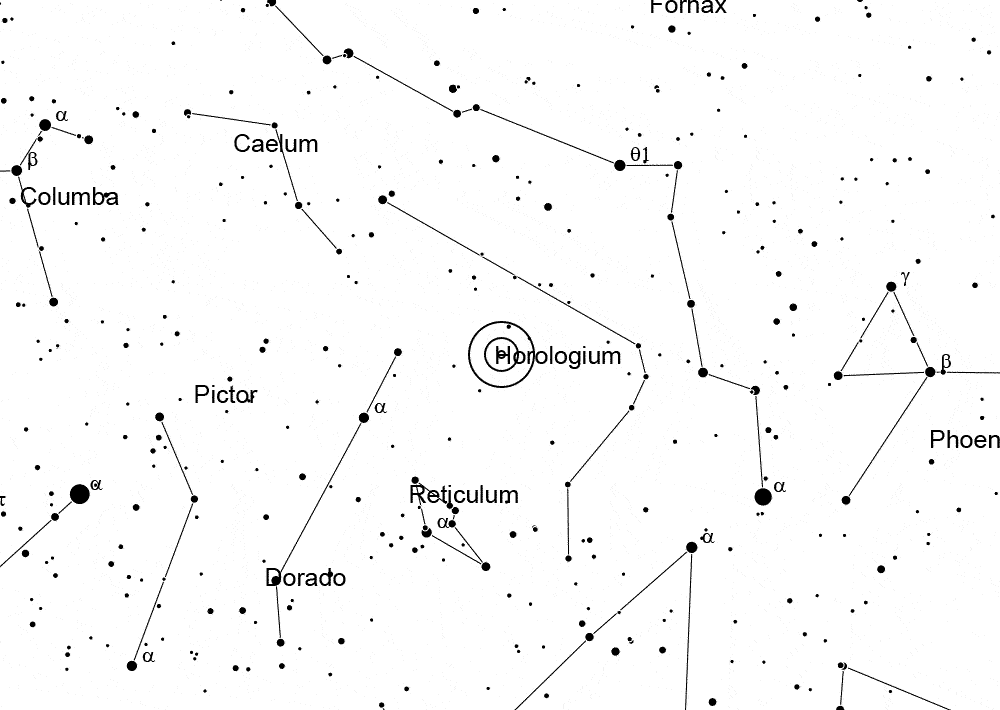 Fornax
α
Caelum
β
θ1
Columba
γ
Horologium
β
Pictor
α
Phoen
α
α
Reticulum
τ
α
α
α
Dorado
α